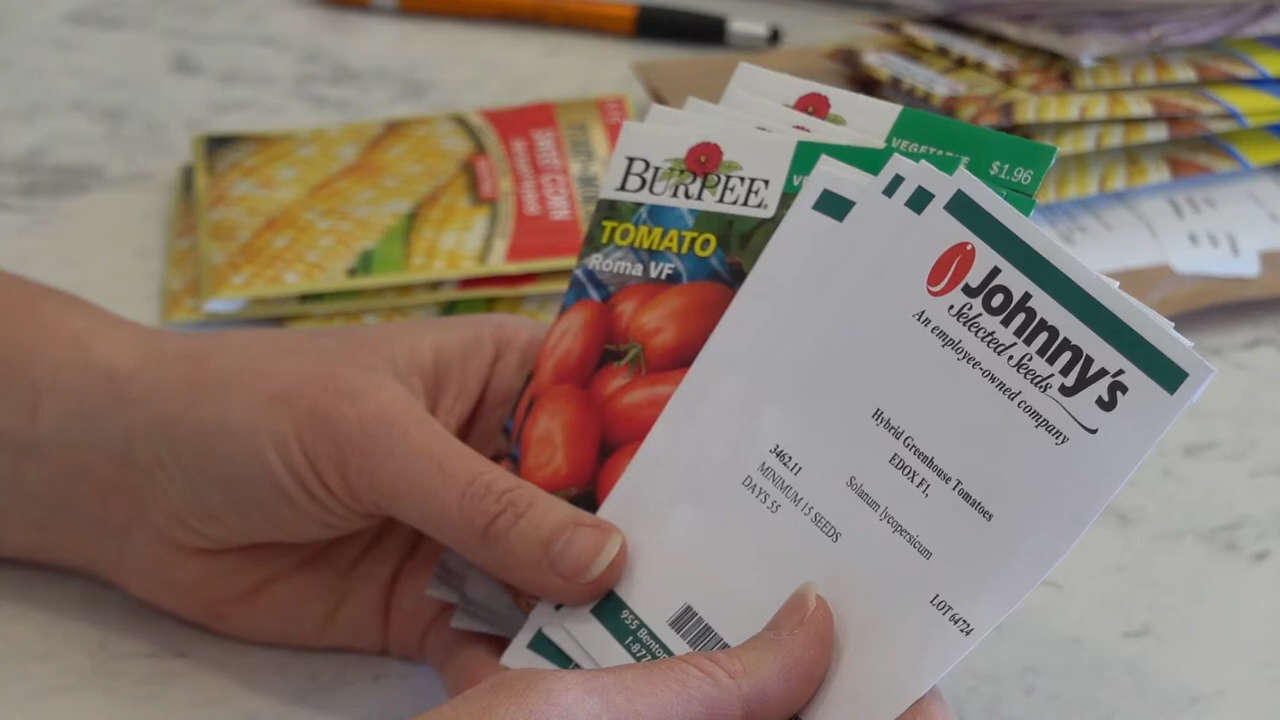 SWEET CORN
BURPEE®
TOMATO
Roma VF
VEGETABLE
$1.96
Johnny's
Selected Seeds
An employee-owned company
Hybrid Greenhouse Tomatoes
EDOX F1,
3462.11
MINIMUM 15 SEEDS
DAYS 55
Solanum lycopersicum
LOT 64724
955 Benton
1-877